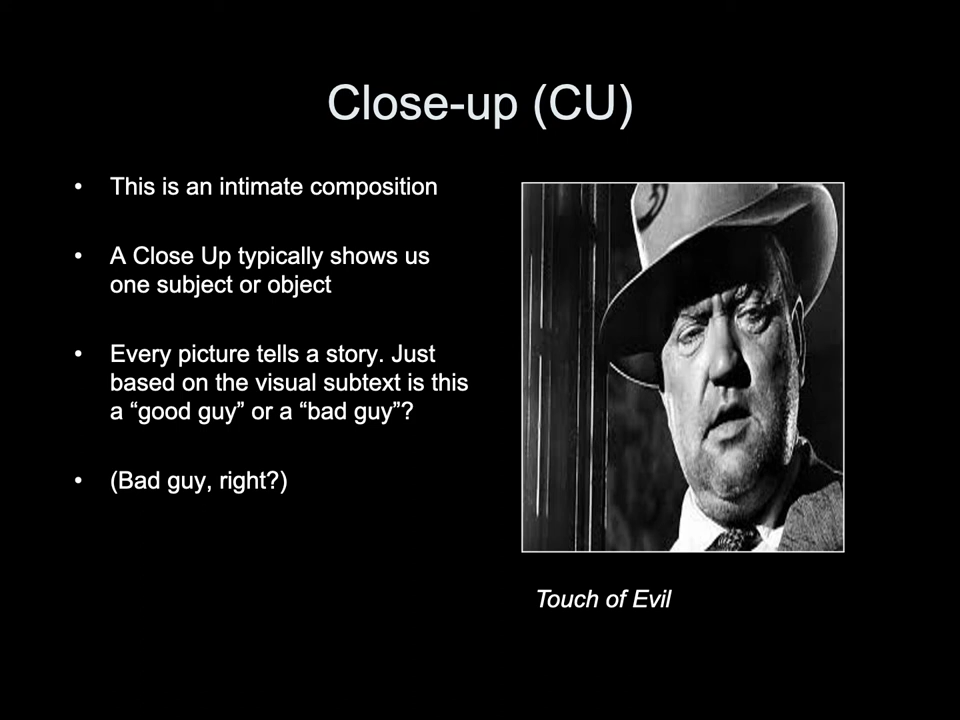 Close-up (CU)
• This is an intimate composition
• A Close Up typically shows us
one subject or object
• Every picture tells a story. Just
based on the visual subtext is this
a “good guy” or a “bad guy”?
• (Bad guy, right?)
Touch of Evil